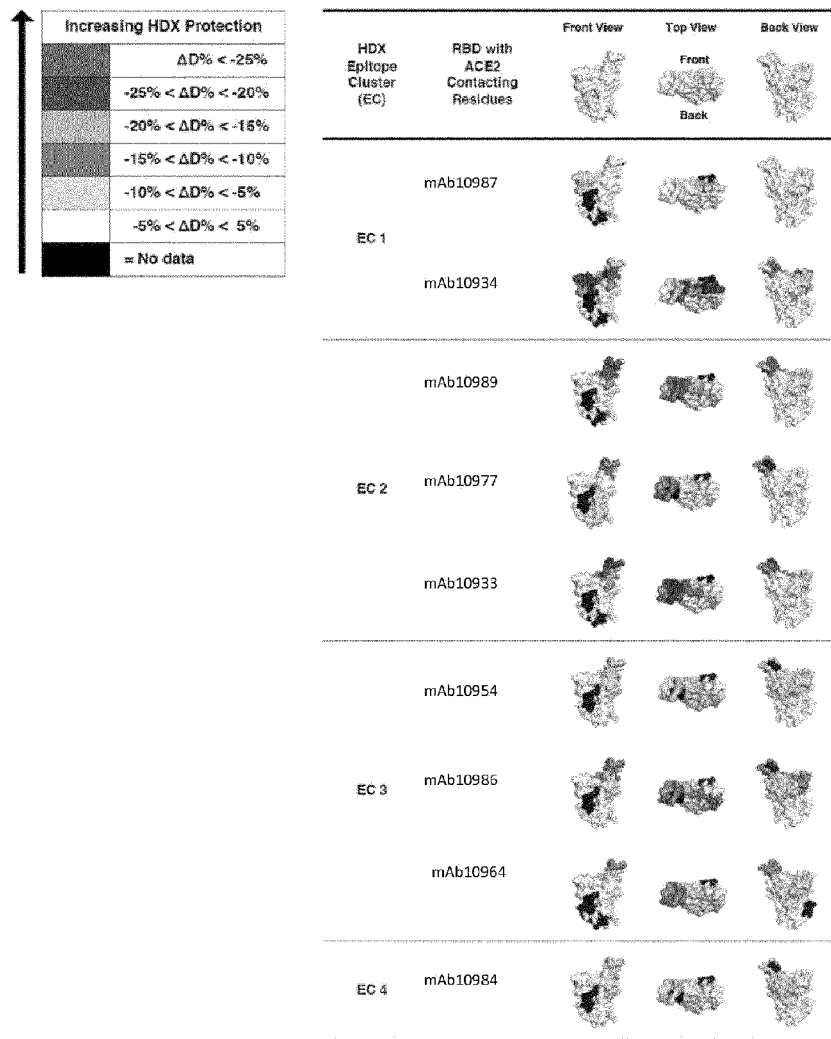 Increasing HDX Protection
ΔD% < -25%
-25% < ΔD% < -20%
-20% < ΔD% < -15%
-15% < ΔD% < -10%
-10% < ΔD% < -5%
-5% < ΔD% < 5%
= No data
HDX
Epitope
Cluster
(EC)
RBD with
ACE2
Contacting
Residues
Front View
Top View
Back View
Front
Back
EC 1
mAb10987
mAb10934
EC 2
mAb10989
mAb10977
mAb10933
EC 3
mAb10954
mAb10986
mAb10964
EC 4
mAb10984